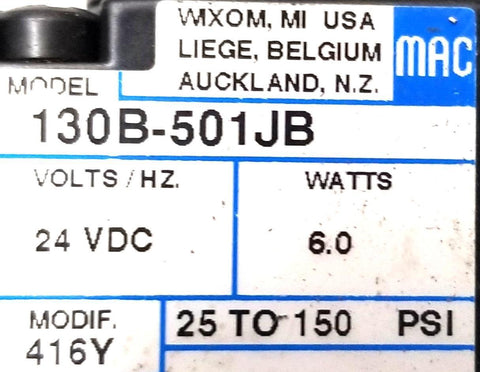 WIXOM, MI USA
LIEGE, BELGIUM
AUCKLAND, N.Z.
MAC
MODEL
130B-501JB
VOLTS / HZ.
WATTS
24 VDC
6.0
MODIF.
25 TO 150 PSI
416Y